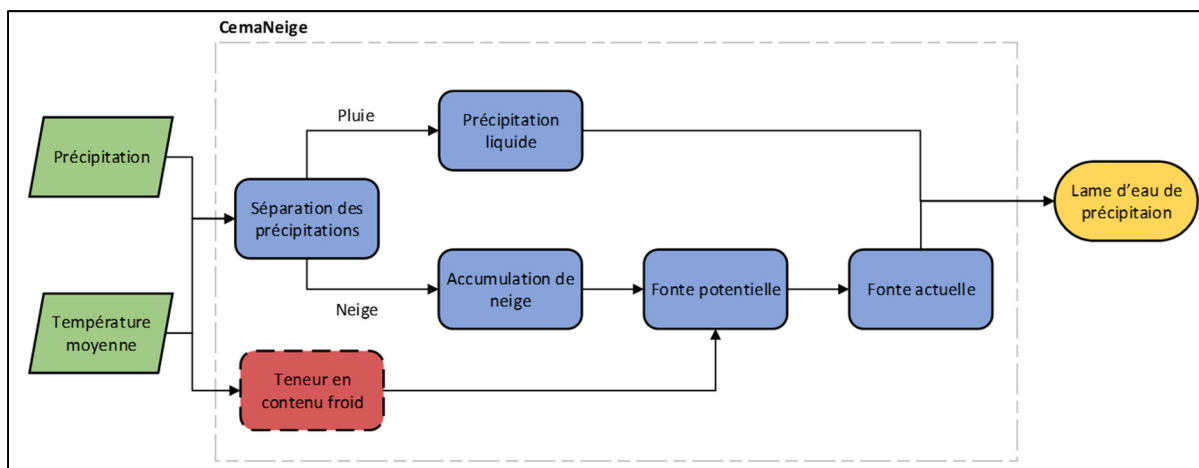 CemaNeige
Précipitation
Température
moyenne
Séparation des
précipitations
Pluie
Neige
Précipitation
liquide
Accumulation de
neige
Fonte potentielle
Fonte actuelle
Teneur en
contenu froid
Lame d'eau de
précipitaion